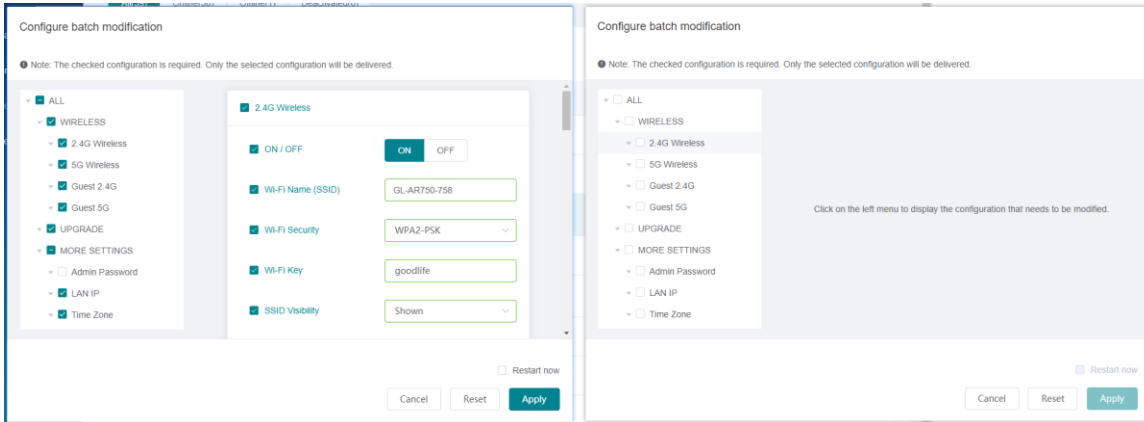 Configure batch modification
Note: The checked configuration is required. Only the selected configuration will be delivered.
ALL
WIRELESS
2.4G Wireless
5G Wireless
Guest 2.4G
Guest 5G
UPGRADE
MORE SETTINGS
Admin Password
LAN IP
Time Zone
2.4G Wireless
ON / OFF
ON OFF
Wi-Fi Name (SSID)
GL-AR750-758
Wi-Fi Security
WPA2-PSK
Wi-Fi Key
goodlife
SSID Visibility
Shown
Restart now
Cancel Reset Apply
Configure batch modification
Note: The checked configuration is required. Only the selected configuration will be delivered.
ALL
WIRELESS
2.4G Wireless
5G Wireless
Guest 2.4G
Guest 5G
UPGRADE
MORE SETTINGS
Admin Password
LAN IP
Time Zone
Click on the left menu to display the configuration that needs to be modified.
Restart now
Cancel Reset Apply